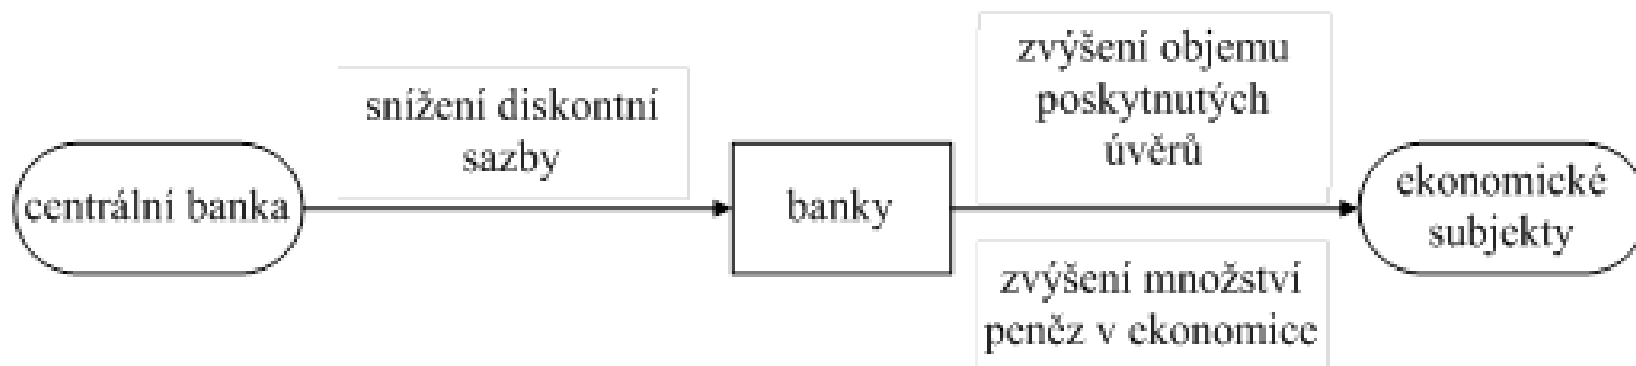 centrální banka
snížení diskontní
sazby
banky
zvýšení objemu
poskytnutých
úvěrů
zvýšení množství
peněz v ekonomice
ekonomické
subjekty